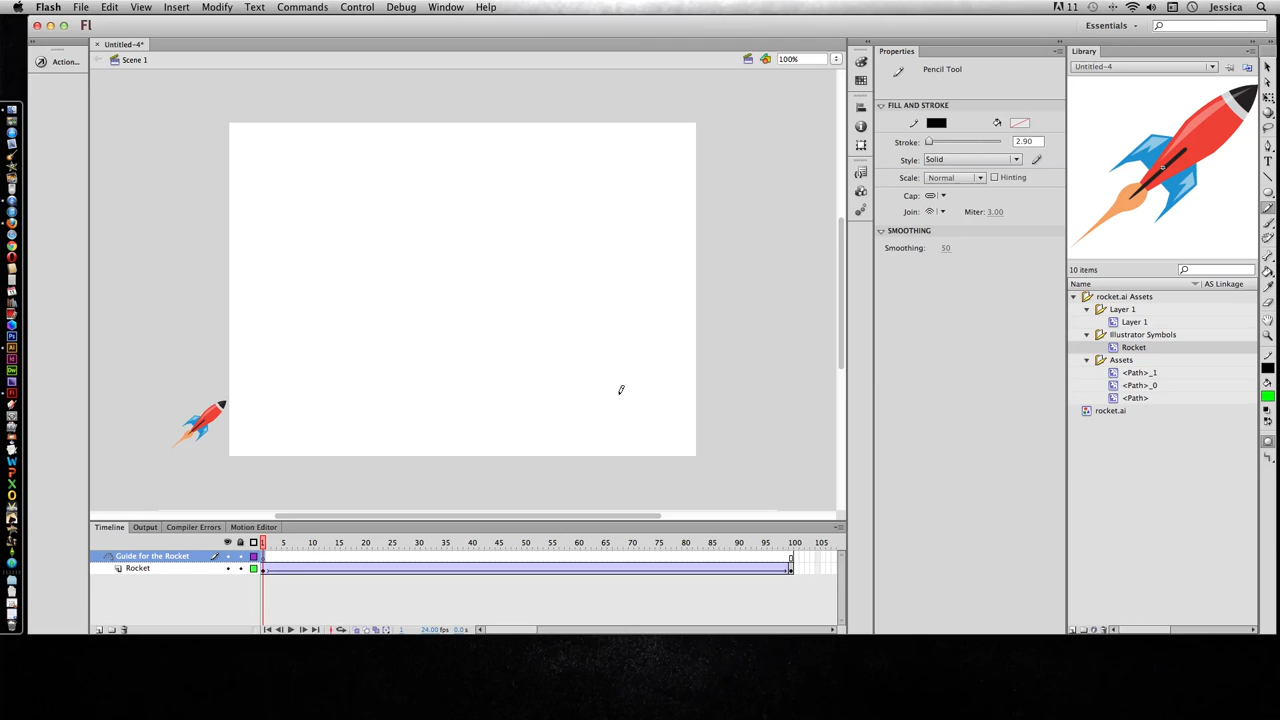 Flash File Edit View Insert Modify Text Commands Control Debug Window Help 11 Jessica
Fl Essentials
Untitled-4*
Action...
Scene 1 100%
Properties
Pencil Tool
FILL AND STROKE
Stroke: 2.90
Style: Solid
Scale: Normal Hinting
Cap:
Join: Miter: 3.00
SMOOTHING
Smoothing: 50
Library
Untitled-4
10 items
Name AS Linkage
rocket.ai Assets
Layer 1
Layer 1
Illustrator Symbols
Rocket
Assets
<Path>_1
<Path>_0
<Path>
rocket.ai
Timeline Output Compiler Errors Motion Editor
1 5 10 15 20 25 30 35 40 45 50 55 60 65 70 75 80 85 90 95 100 105
Guide for the Rocket
Rocket
1 24.00 fps 0.0 s